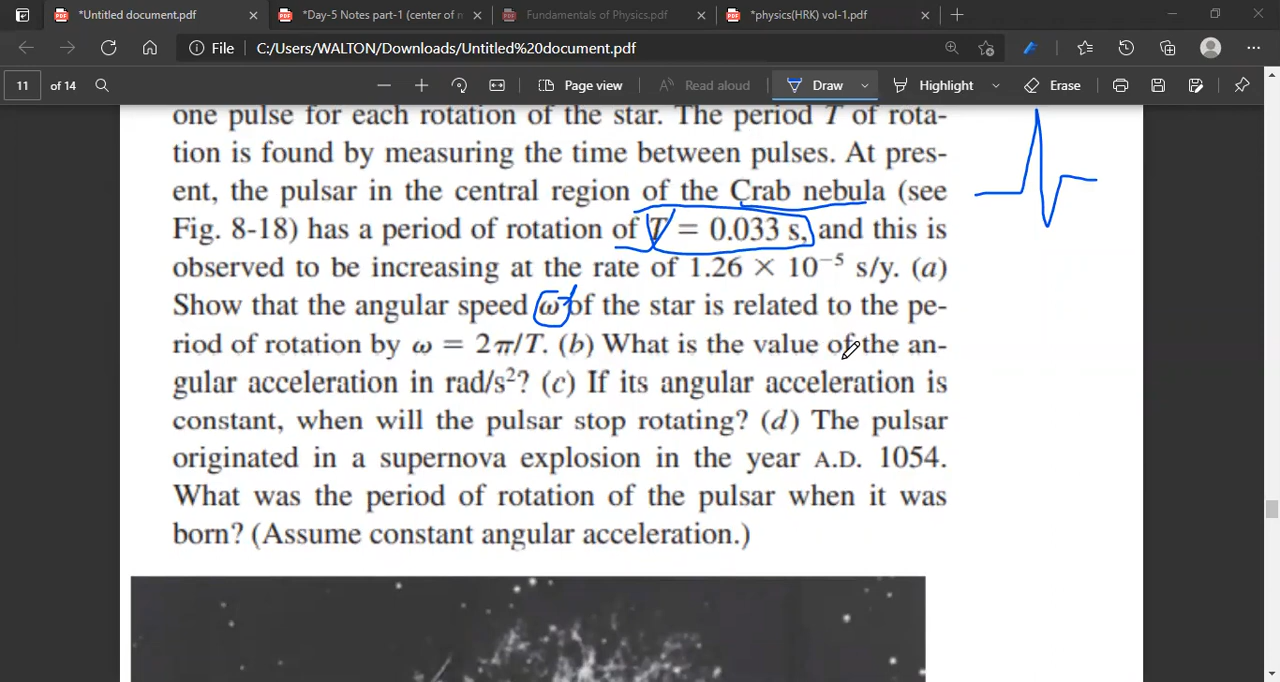 *Untitled document.pdf
*Day-5 Notes part-1 (center of n
Fundamentals of Physics.pdf
*physics(HRK) vol-1.pdf
File C:/Users/WALTON/Downloads/Untitled%20document.pdf
11 of 14 Page view Read aloud Draw Highlight Erase
one pulse for each rotation of the star. The period T of rota-
tion is found by measuring the time between pulses. At pres-
ent, the pulsar in the central region of the Crab nebula (see
Fig. 8-18) has a period of rotation of T = 0.033 s, and this is
observed to be increasing at the rate of 1.26 × 10⁻⁵ s/y. (a)
Show that the angular speed ω of the star is related to the pe-
riod of rotation by ω = 2π/T. (b) What is the value of the an-
gular acceleration in rad/s²? (c) If its angular acceleration is
constant, when will the pulsar stop rotating? (d) The pulsar
originated in a supernova explosion in the year A.D. 1054.
What was the period of rotation of the pulsar when it was
born? (Assume constant angular acceleration.)